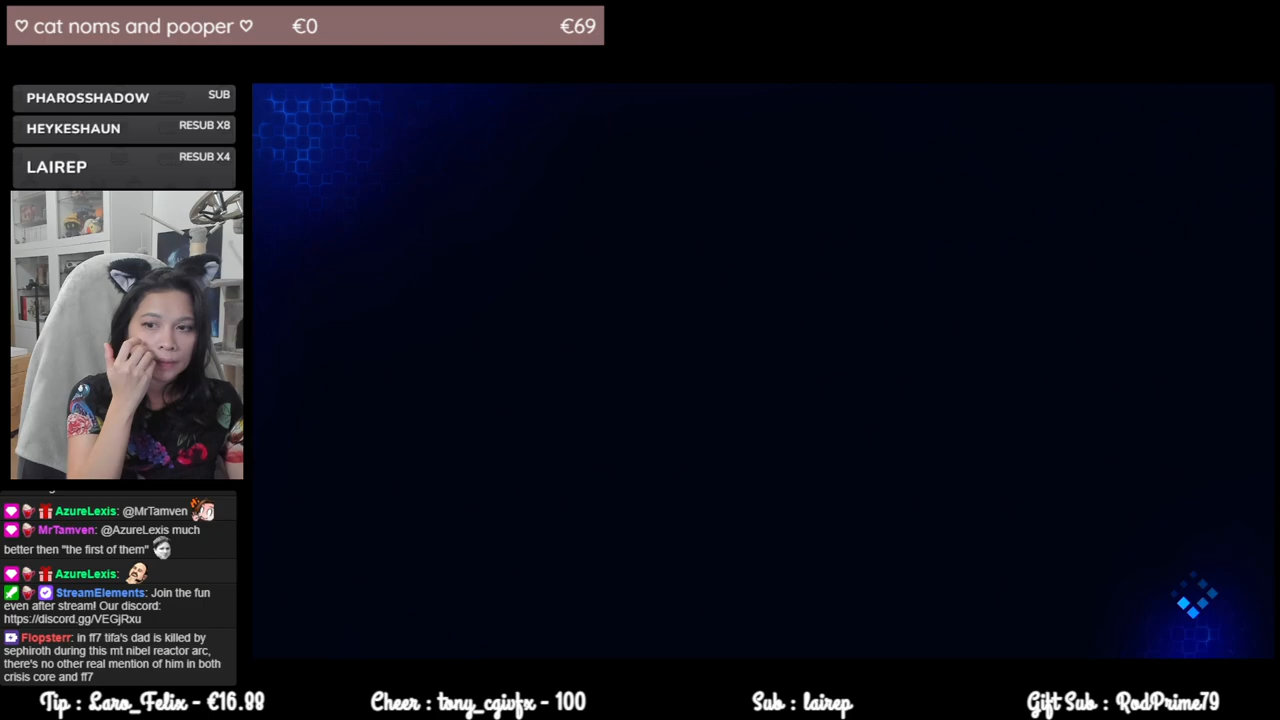 ♡ cat noms and pooper ♡ €0 €69
PHAROSSHADOW SUB
HEYKESHAUN RESUB X8
LAIREP RESUB X4
AzureLexis: @MrTamven
MrTamven: @AzureLexis much
better then "the first of them"
AzureLexis:
StreamElements: Join the fun
even after stream! Our discord:
https://discord.gg/VEGjRxu
Flopsterr: in ff7 tifa's dad is killed by
sephiroth during this mt nibel reactor arc,
there's no other real mention of him in both
crisis core and ff7
Tip : Laro_Felix - €16.88 Cheer : tony_cgivfx - 100 Sub : lairep Gift Sub : RodPrime79